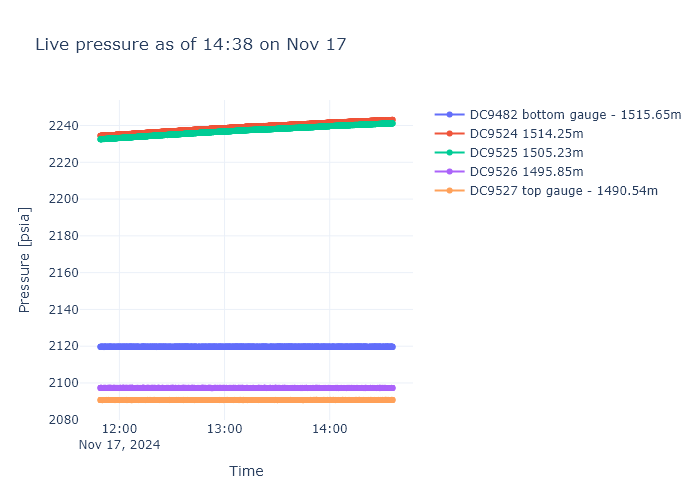 Live pressure as of 14:38 on Nov 17
DC9482 bottom gauge - 1515.65m
DC9524 1514.25m
DC9525 1505.23m
DC9526 1495.85m
DC9527 top gauge - 1490.54m
Pressure [psia]
2240
2220
2200
2180
2160
2140
2120
2100
2080
12:00
13:00
14:00
Nov 17, 2024
Time